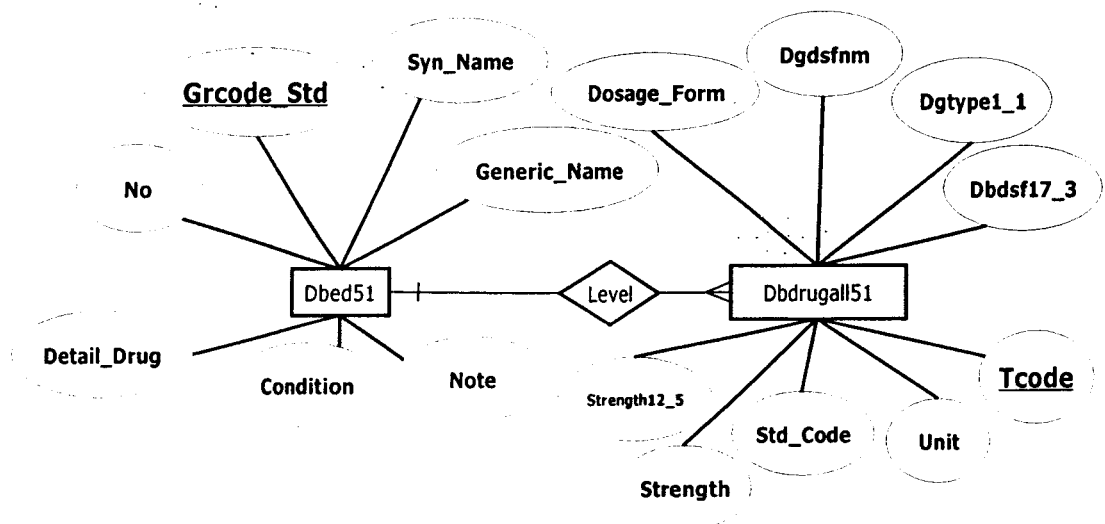 Dgdsfnm
Syn_Name
Grcode_Std
Dosage_Form
Dgtype1_1
Generic_Name
No
Dbdsf17_3
Dbed51
Level
Dbdrugall51
Detail_Drug
Condition
Note
Strength12_5
Tcode
Std_Code
Unit
Strength